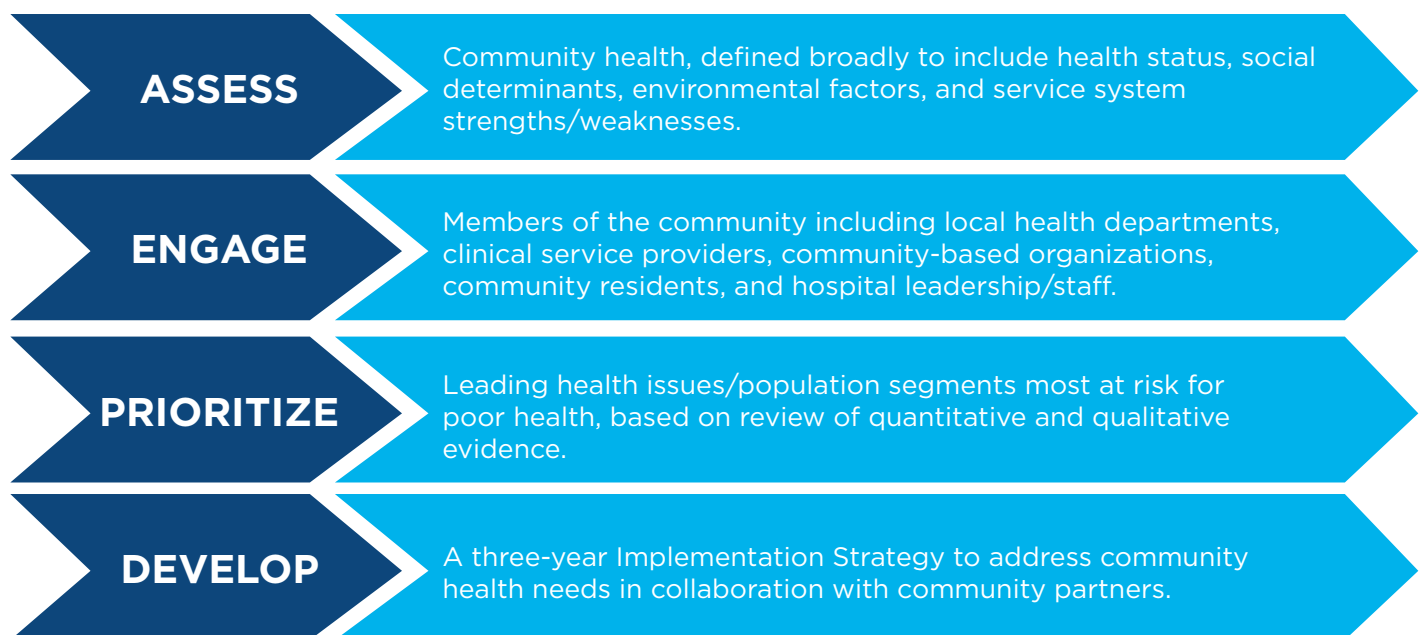 ASSESS
Community health, defined broadly to include health status, social
determinants, environmental factors, and service system
strengths/weaknesses.
ENGAGE
Members of the community including local health departments,
clinical service providers, community-based organizations,
community residents, and hospital leadership/staff.
PRIORITIZE
Leading health issues/population segments most at risk for
poor health, based on review of quantitative and qualitative
evidence.
DEVELOP
A three-year Implementation Strategy to address community
health needs in collaboration with community partners.